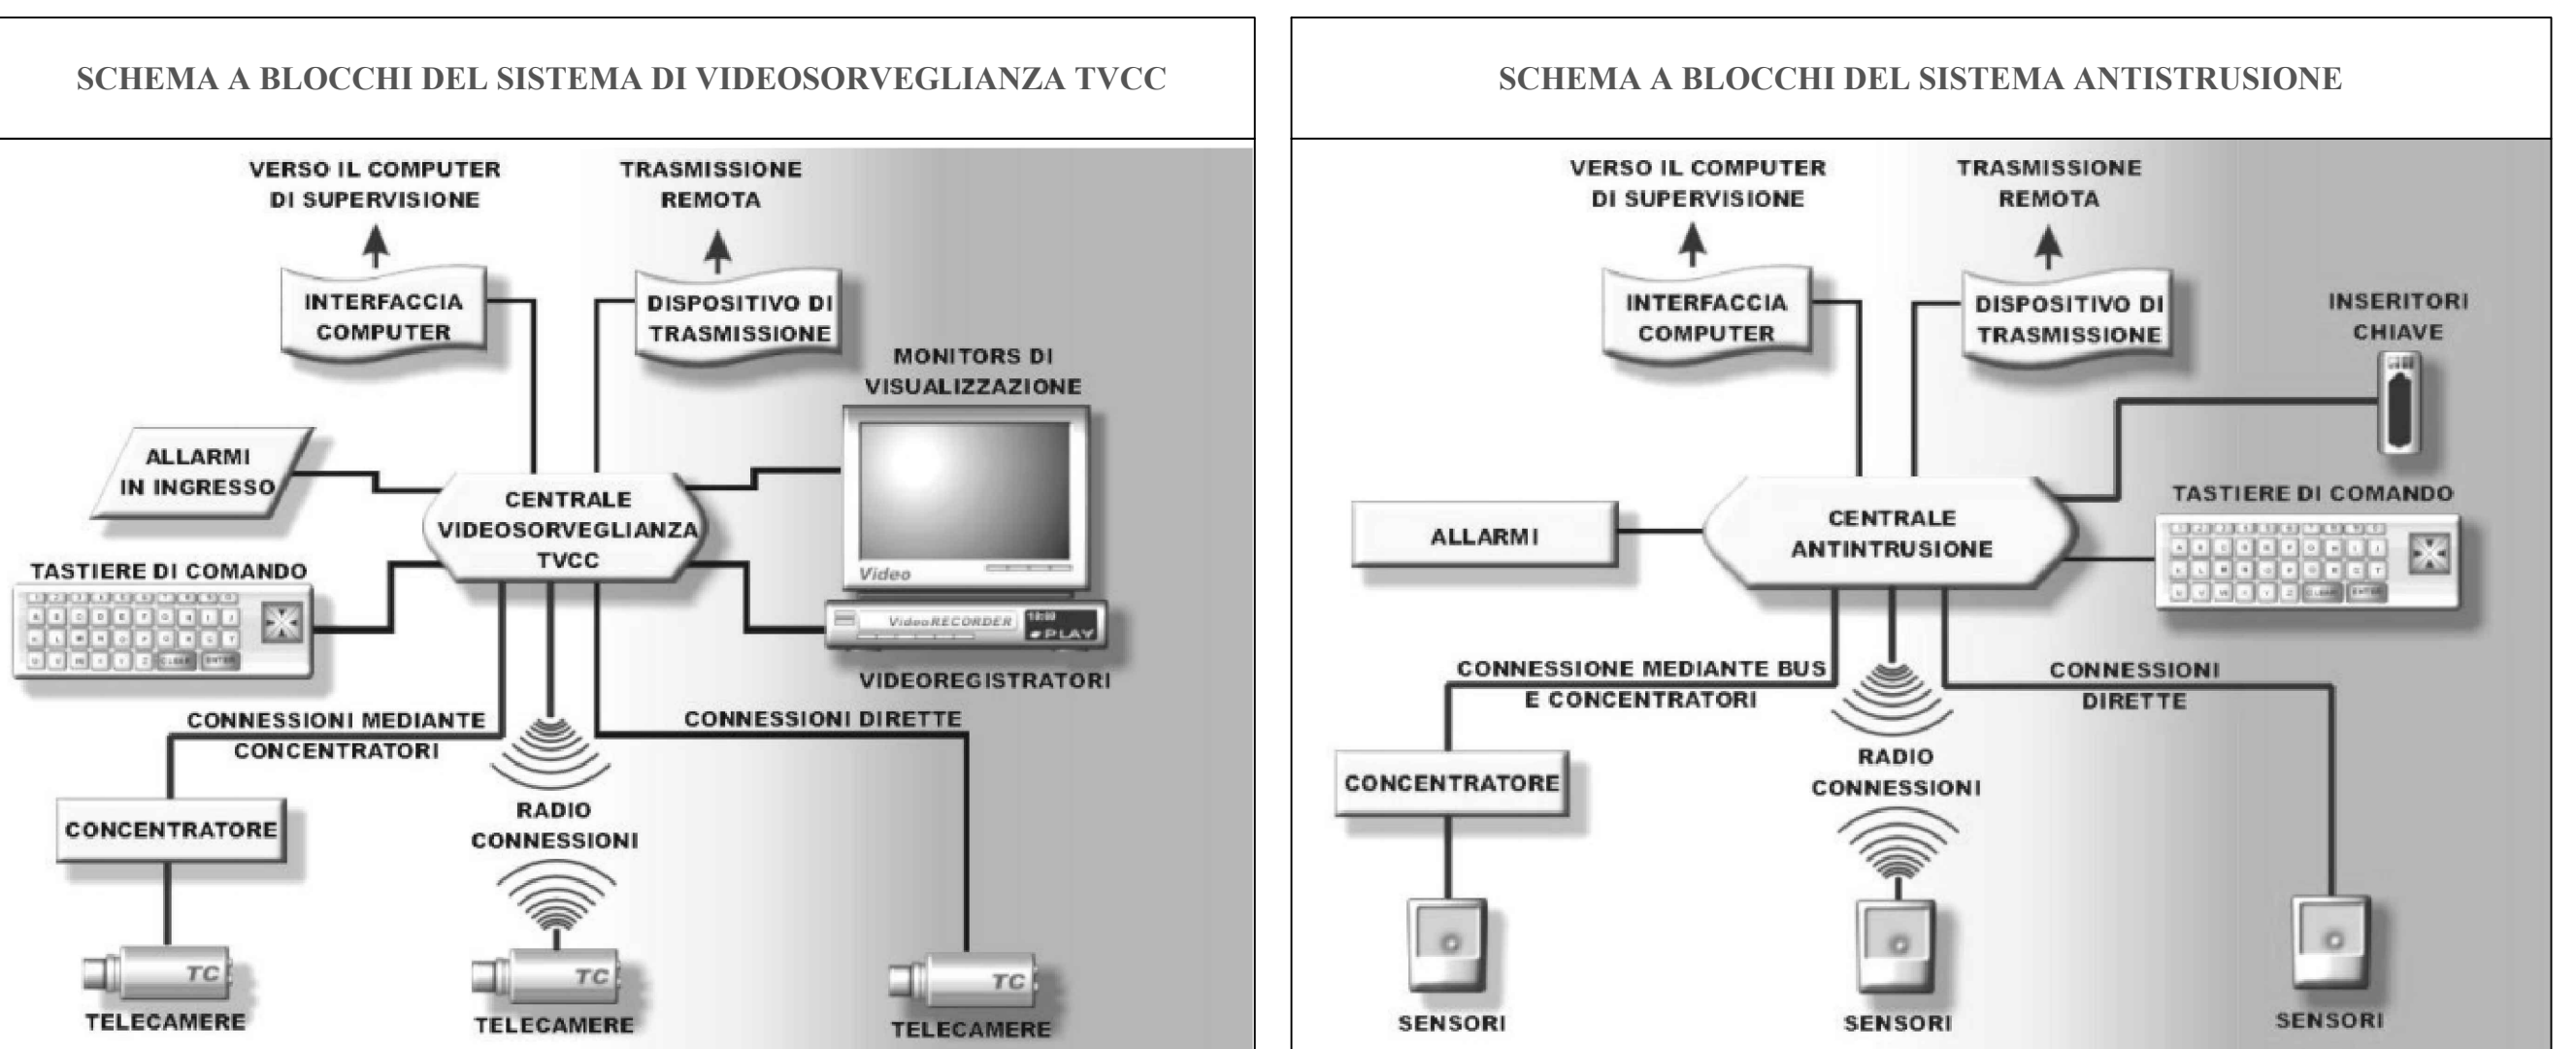 SCHEMA A BLOCCHI DEL SISTEMA DI VIDEOSORVEGLIANZA TVCC
VERSO IL COMPUTER
DI SUPERVISIONE
TRASMISSIONE
REMOTA
INTERFACCIA
COMPUTER
DISPOSITIVO DI
TRASMISSIONE
MONITORS DI
VISUALIZZAZIONE
ALLARMI
IN INGRESSO
CENTRALE
VIDEOSORVEGLIANZA
TVCC
Video
TASTIERE DI COMANDO
VideoRECORDER
PLAY
VIDEOREGISTRATORI
CONNESSIONI MEDIANTE
CONCENTRATORI
CONNESSIONI DIRETTE
RADIO
CONNESSIONI
CONCENTRATORE
TC
TC
TC
TELECAMERE
TELECAMERE
TELECAMERE
SCHEMA A BLOCCHI DEL SISTEMA ANTISTRUSIONE
VERSO IL COMPUTER
DI SUPERVISIONE
TRASMISSIONE
REMOTA
INTERFACCIA
COMPUTER
DISPOSITIVO DI
TRASMISSIONE
INSERITORI
CHIAVE
TASTIERE DI COMANDO
ALLARMI
CENTRALE
ANTINTRUSIONE
CONNESSIONE MEDIANTE BUS
E CONCENTRATORI
CONNESSIONI
DIRETTE
RADIO
CONNESSIONI
CONCENTRATORE
SENSORI
SENSORI
SENSORI